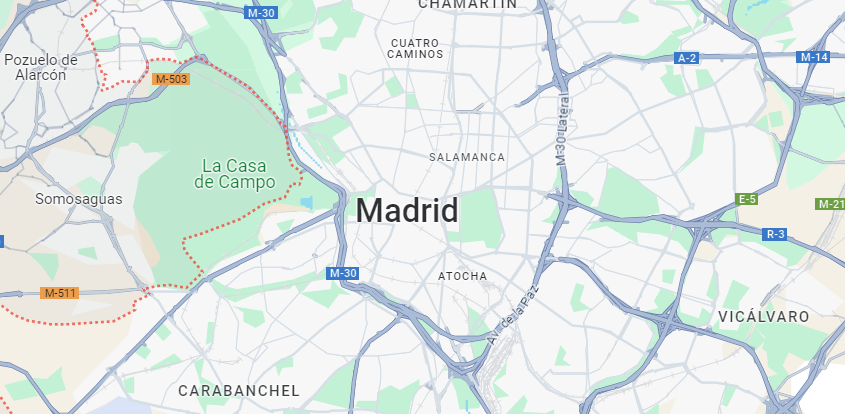 CHAMARTÍN
M-30
CUATRO
CAMINOS
Pozuelo de
Alarcón
A-2
M-14
M-503
M-30 Lateral
SALAMANCA
La Casa
de Campo
Somosaguas
E-5
M-21
Madrid
R-3
M-30
ATOCHA
M-511
Av. de la Paz
VICÁLVARO
CARABANCHEL